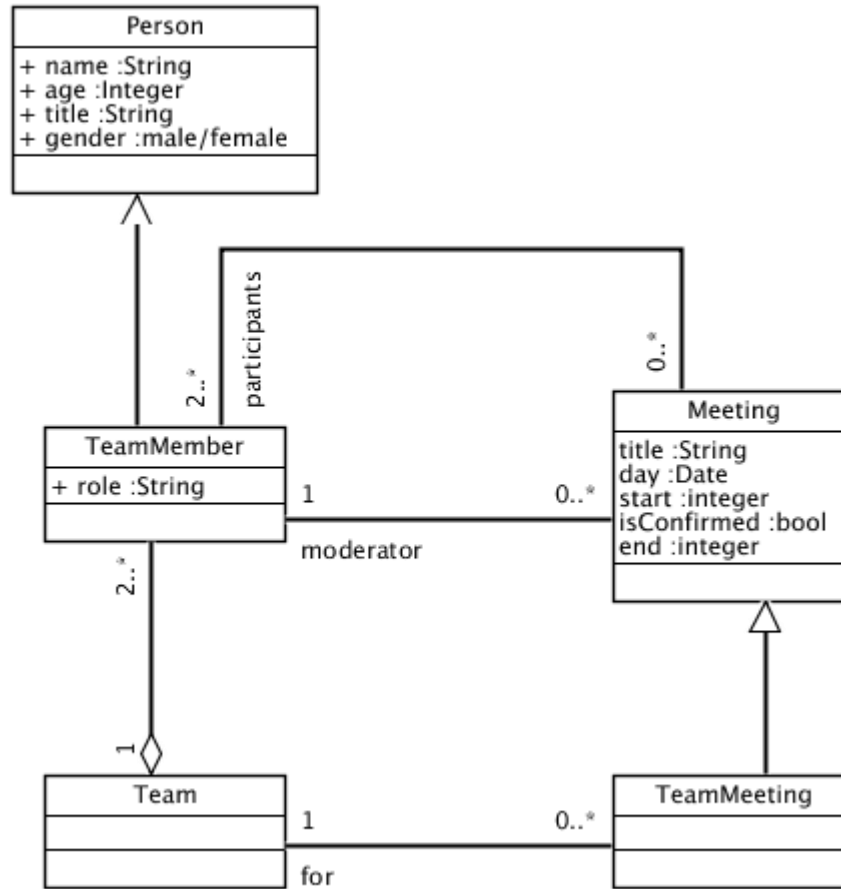 Person
+ name :String
+ age :Integer
+ title :String
+ gender :male/female
participants
2..*
0..*
TeamMember
+ role :String
Meeting
title :String
day :Date
start :integer
isConfirmed :bool
end :integer
1
0..*
moderator
2..*
1
Team
TeamMeeting
1
0..*
for